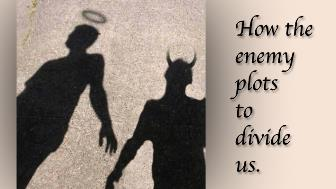 How the
enemy
plots
to
divide
us.